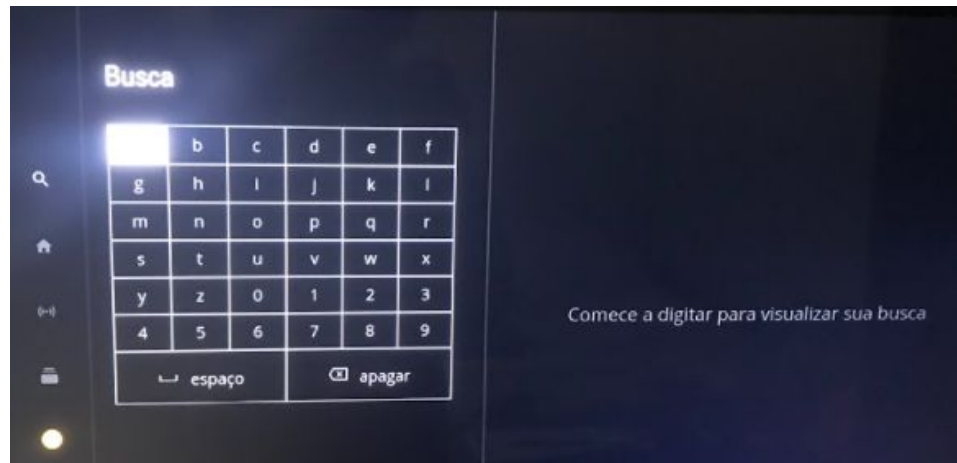 Busca
b c d e f
g h i j k l
m n o p q r
s t u v w x
y z 0 1 2 3
Comece a digitar para visualizar sua busca
4 5 6 7 8 9
espaço apagar